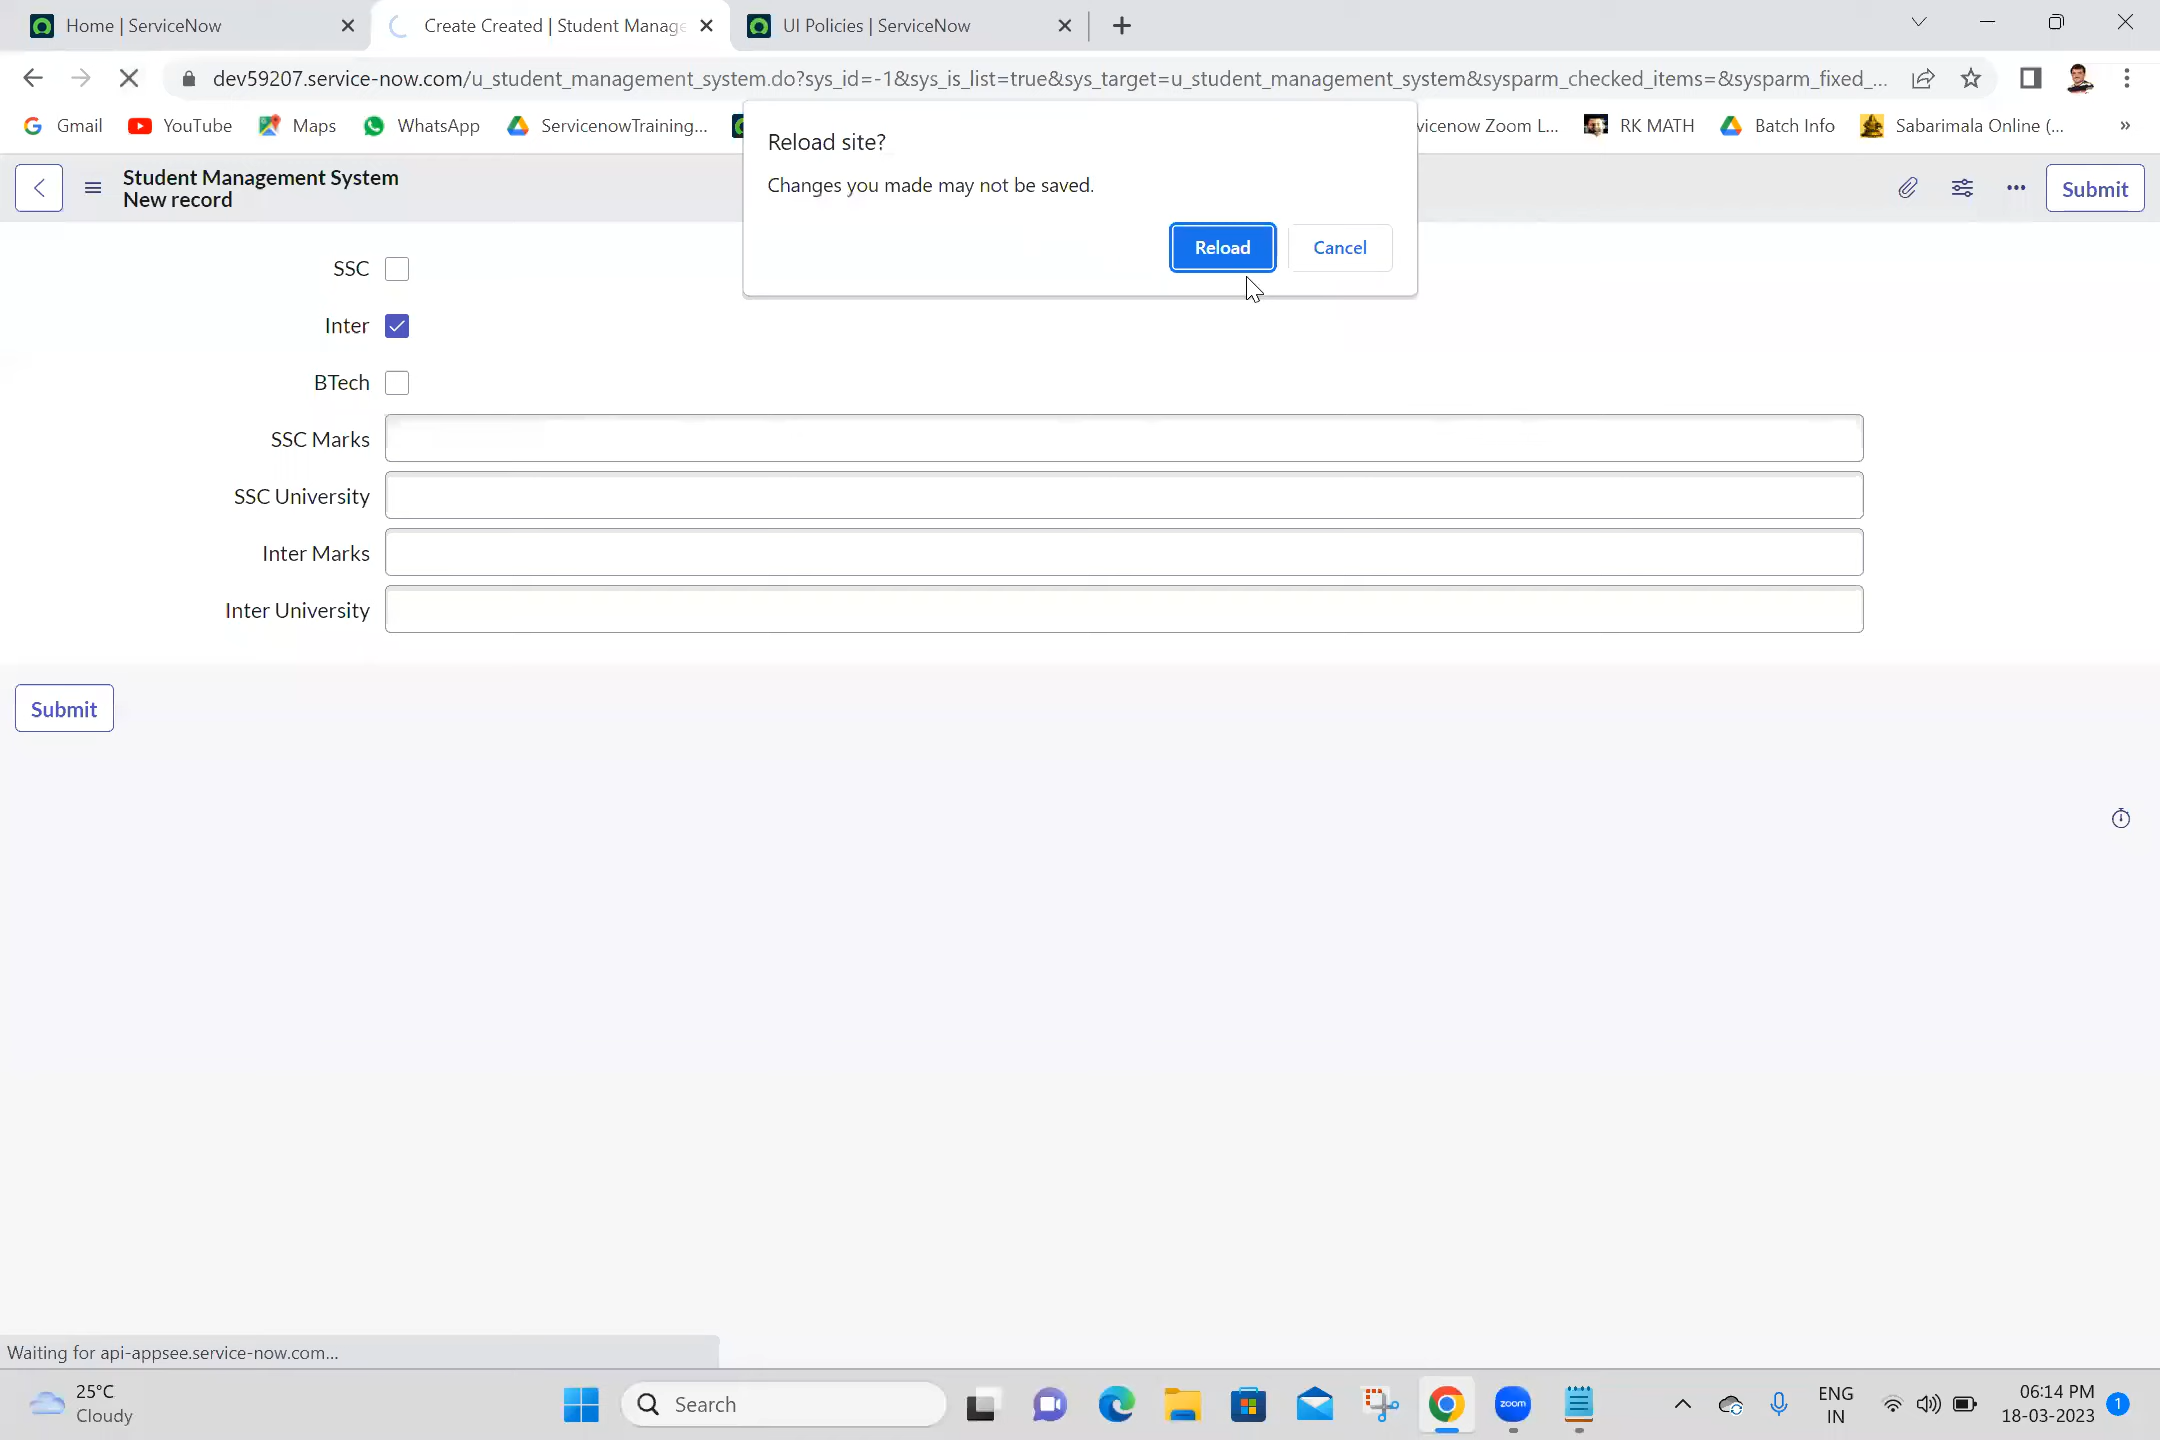 Home | ServiceNow
Create Created | Student Manage
UI Policies | ServiceNow
dev59207.service-now.com/u_student_management_system.do?sys_id=-1&sys_is_list=true&sys_target=u_student_management_system&sysparm_checked_items=&sysparm_fixed_...
Gmail
YouTube
Maps
WhatsApp
ServicenowTraining...
vicenow Zoom L...
RK MATH
Batch Info
Sabarimala Online (...
»
Reload site?
Changes you made may not be saved.
Reload
Cancel
Student Management System
New record
Submit
SSC
Inter
BTech
SSC Marks
SSC University
Inter Marks
Inter University
Submit
Waiting for api-appsee.service-now.com...
25°C
Cloudy
Search
zoom
ENG
IN
06:14 PM
18-03-2023
1